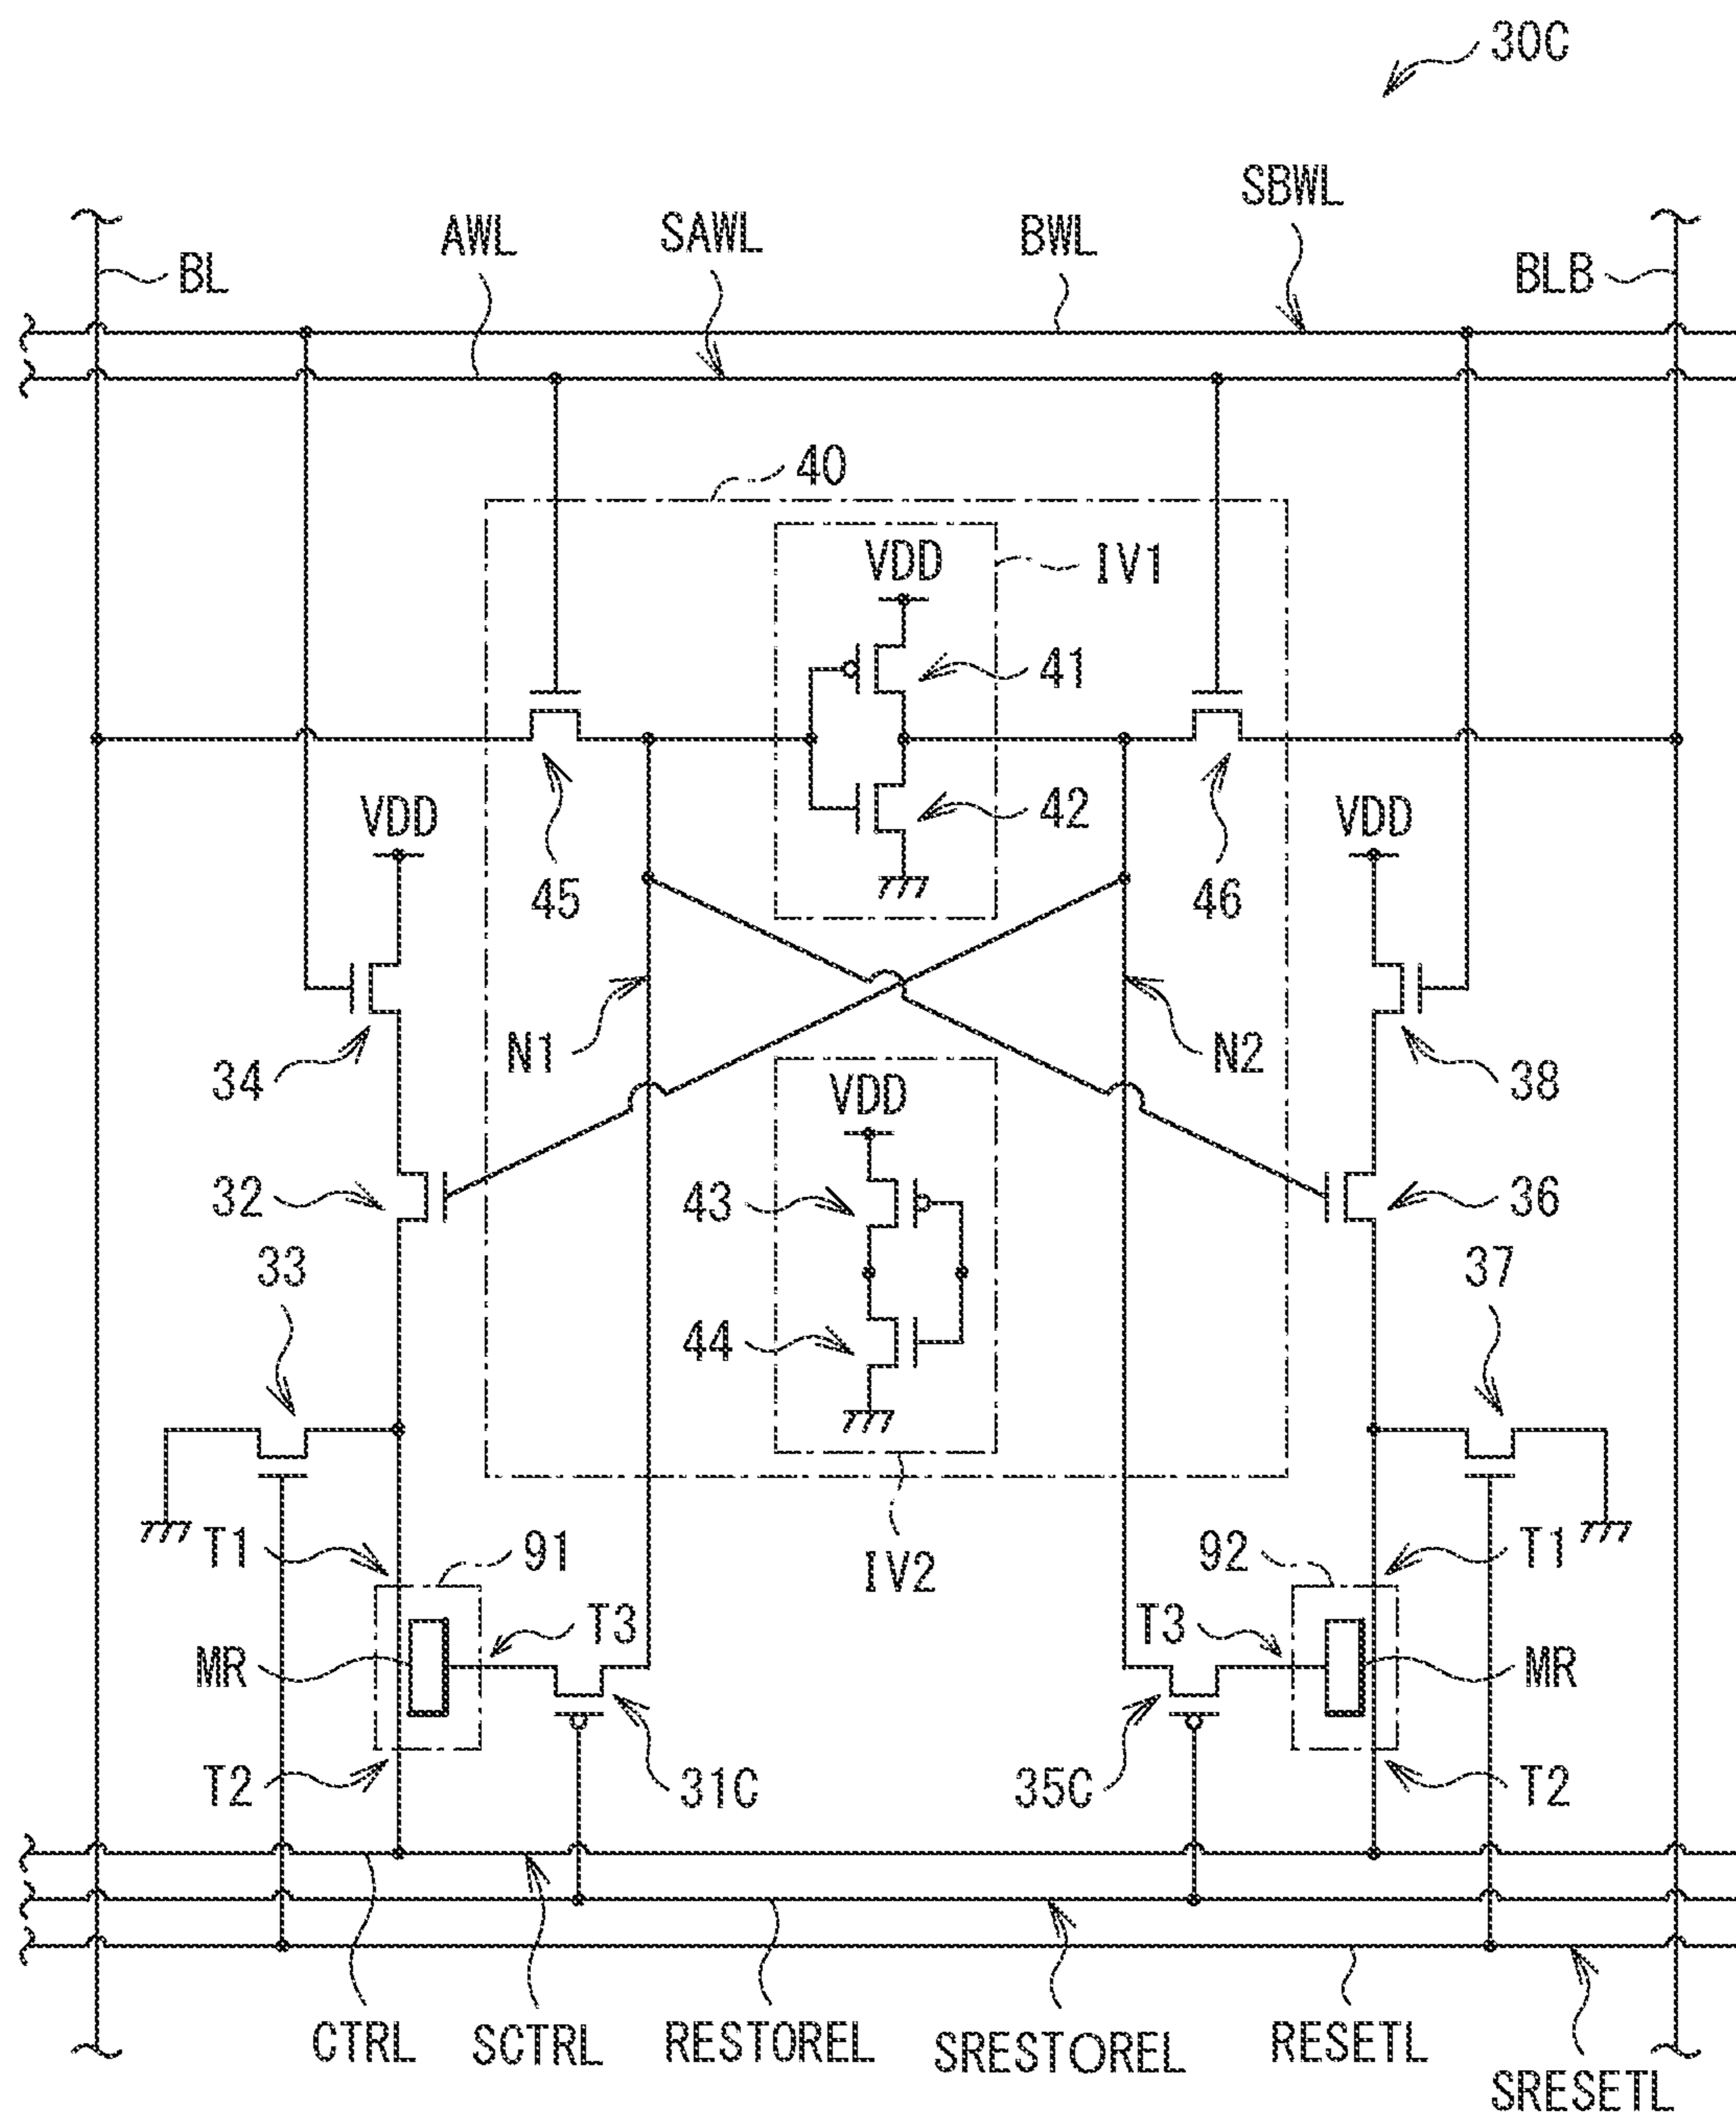 30C
SBWL
AWL
SAWL
BWL
BL
BLB
40
VDD
IV1
41
42
VDD
VDD
45
46
N1
N2
34
38
VDD
32
43
36
33
37
44
T1
91
IV2
92
T1
MR
T3
T3
MR
T2
31C
35C
T2
CTRL
SCTRL
RESTOREL
SRESTOREL
RESETL
SRESETL